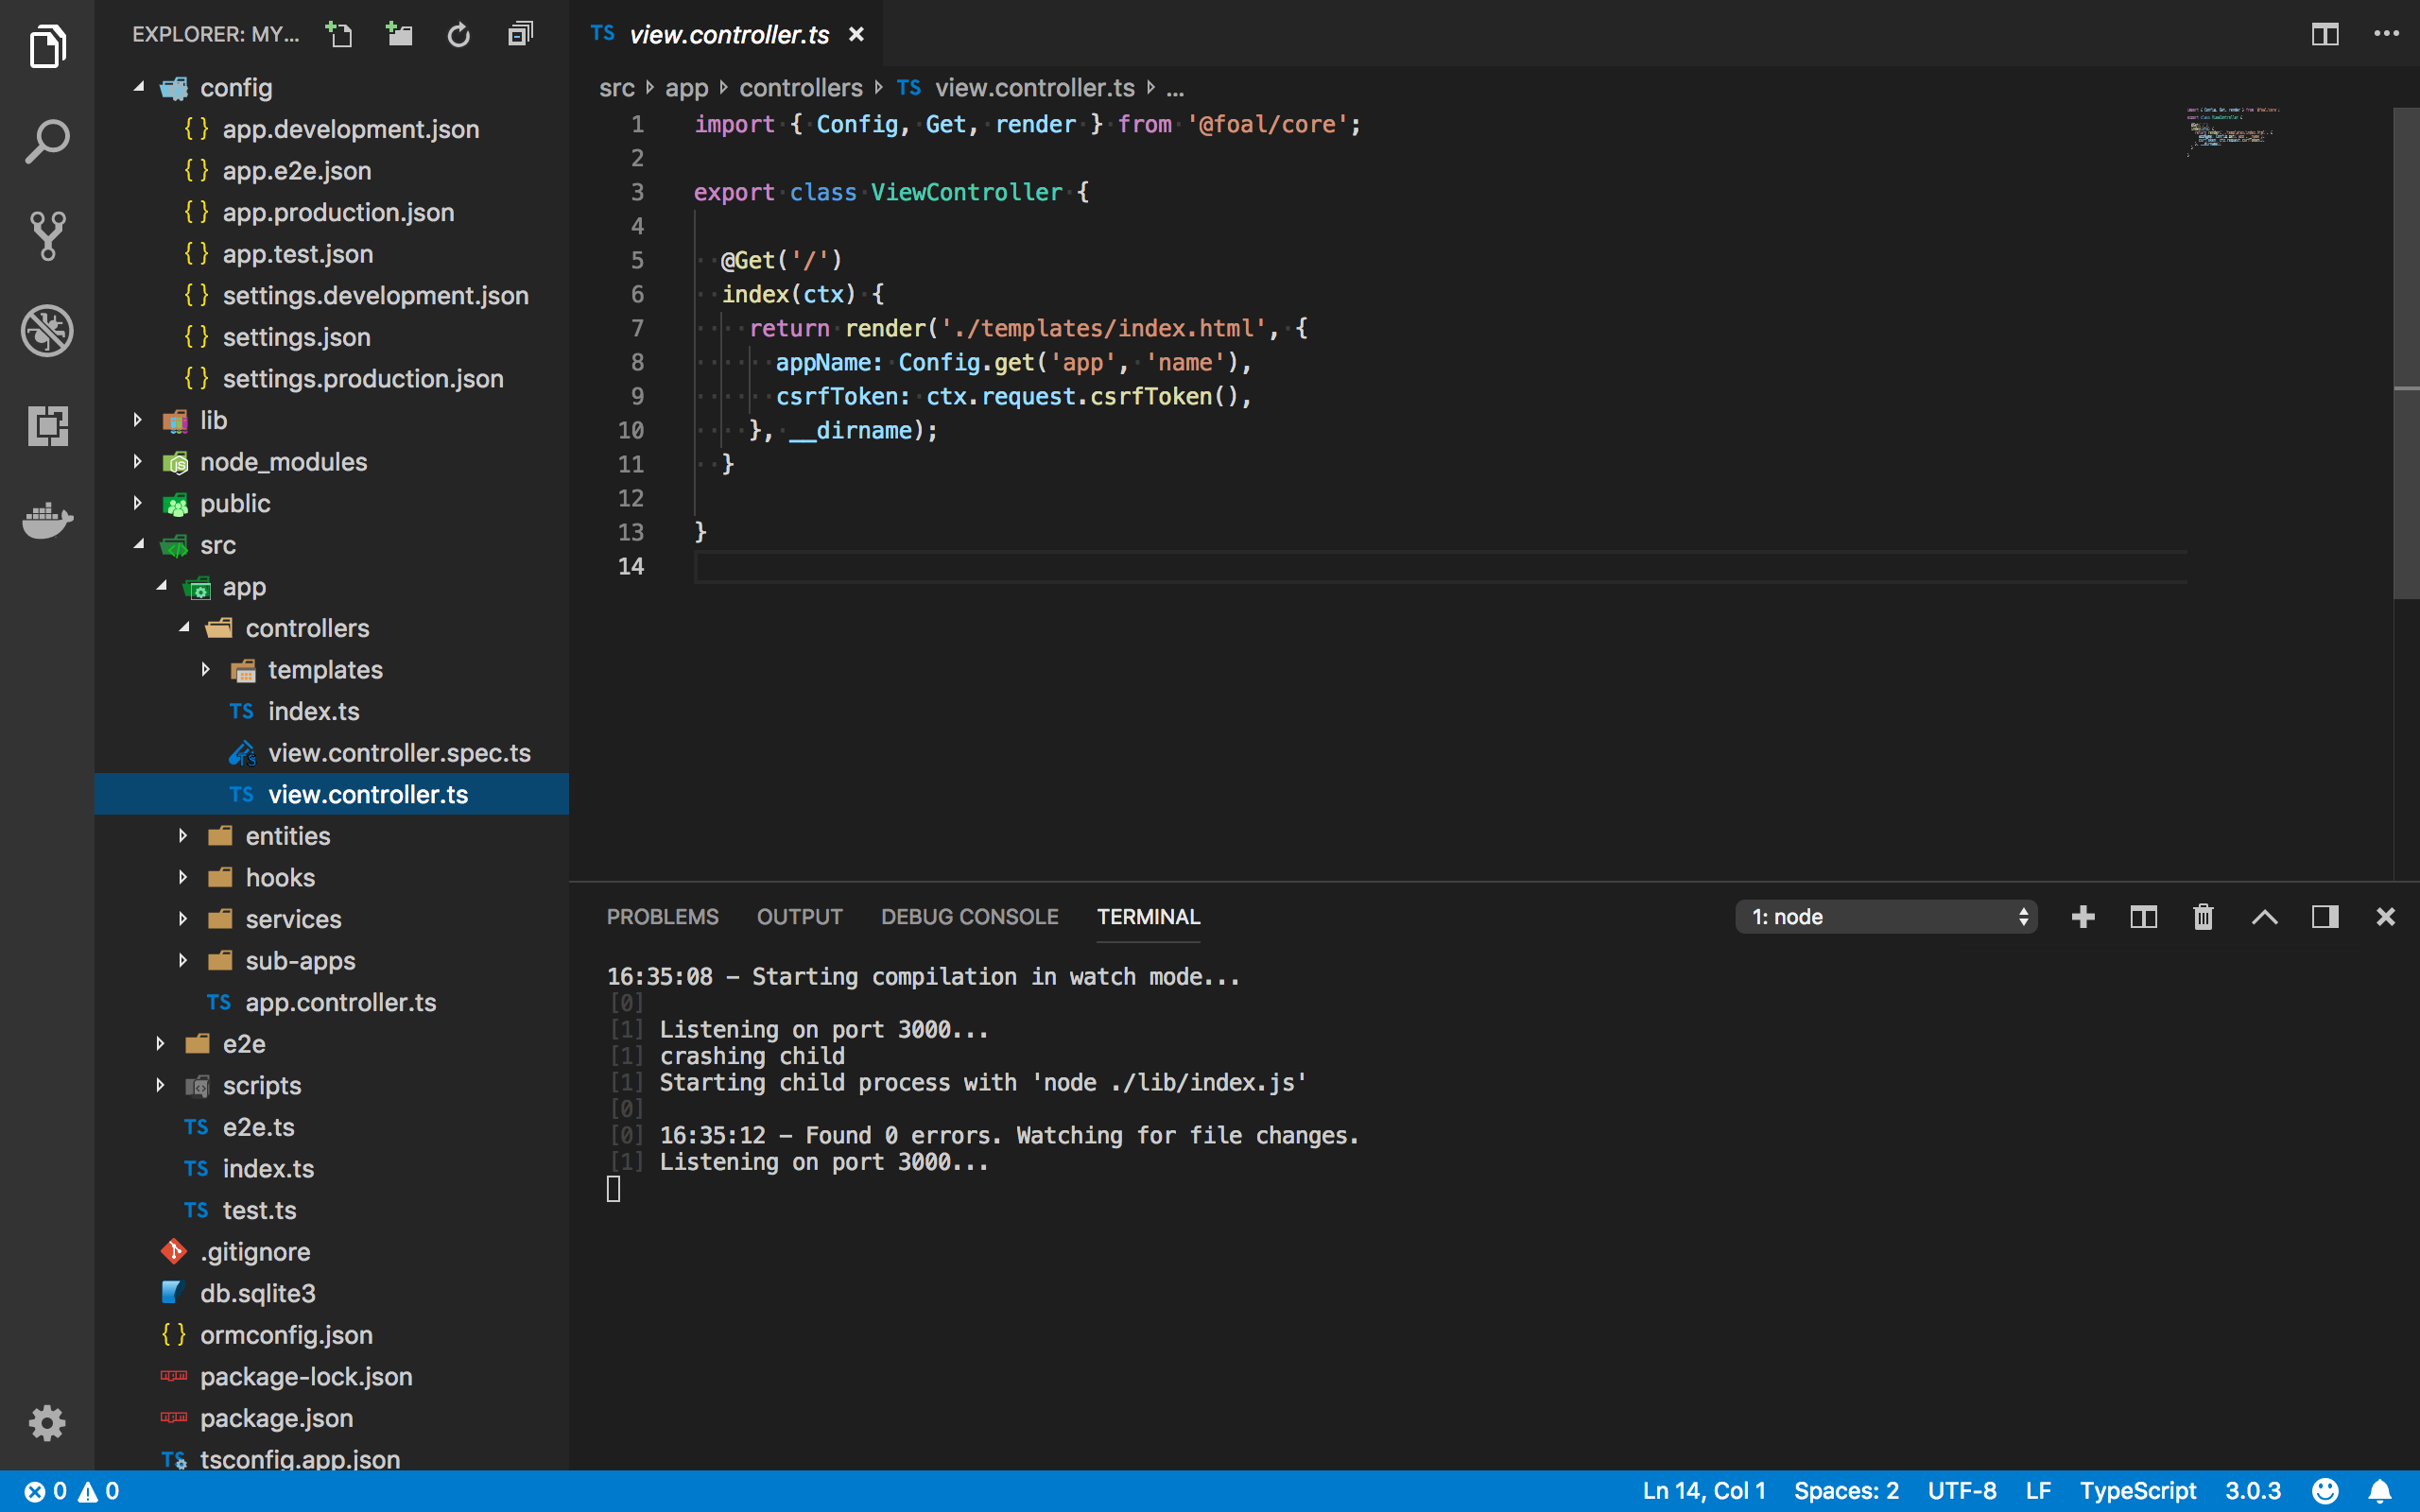 EXPLORER: MY...
config
{ } app.development.json
{ } app.e2e.json
{ } app.production.json
{ } app.test.json
{ } settings.development.json
{ } settings.json
{ } settings.production.json
lib
node_modules
public
src
app
controllers
templates
TS index.ts
view.controller.spec.ts
TS view.controller.ts
entities
hooks
services
sub-apps
TS app.controller.ts
e2e
scripts
TS e2e.ts
TS index.ts
TS test.ts
.gitignore
db.sqlite3
{ } ormconfig.json
package-lock.json
package.json
TS tsconfig.app.json
TS view.controller.ts
src app controllers TS view.controller.ts ...
1 import { Config, Get, render } from '@foal/core';
2
3 export class ViewController {
4
5 @Get('/')
6 index(ctx) {
7 return render('./templates/index.html', {
8 appName: Config.get('app', 'name'),
9 csrfToken: ctx.request.csrfToken(),
10 }, __dirname);
11 }
12
13 }
14
PROBLEMS OUTPUT DEBUG CONSOLE TERMINAL 1: node
16:35:08 - Starting compilation in watch mode...
[0]
[1] Listening on port 3000...
[1] crashing child
[1] Starting child process with 'node ./lib/index.js'
[0]
[0] 16:35:12 - Found 0 errors. Watching for file changes.
[1] Listening on port 3000...
0 0 Ln 14, Col 1 Spaces: 2 UTF-8 LF TypeScript 3.0.3